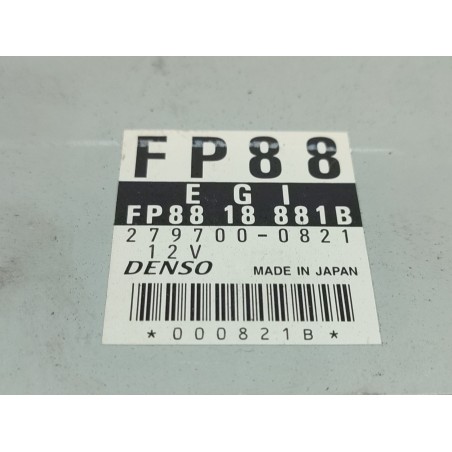 FP88
EGI
FP88 18 881B
279700-0821
12V
DENSO MADE IN JAPAN
*000821B*